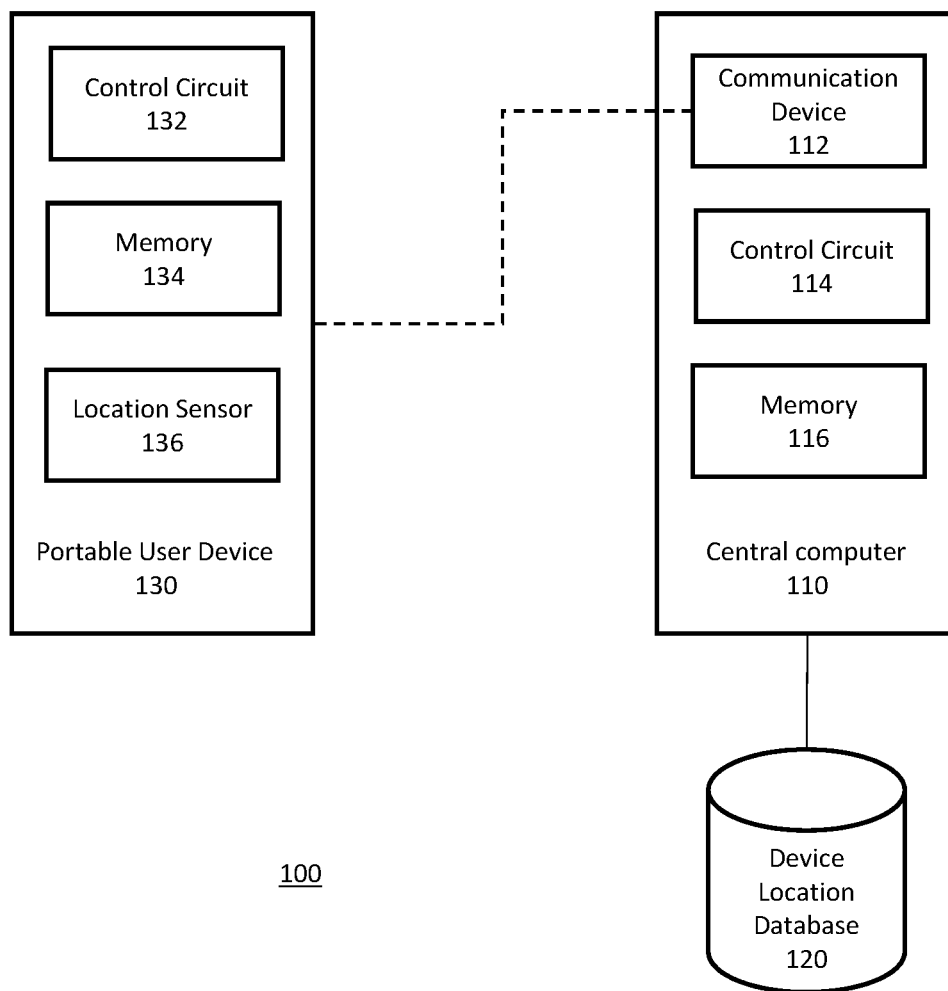 Control Circuit
132
Memory
134
Location Sensor
136
Portable User Device
130
Communication
Device
112
Control Circuit
114
Memory
116
Central computer
110
Device
Location
Database
120
100